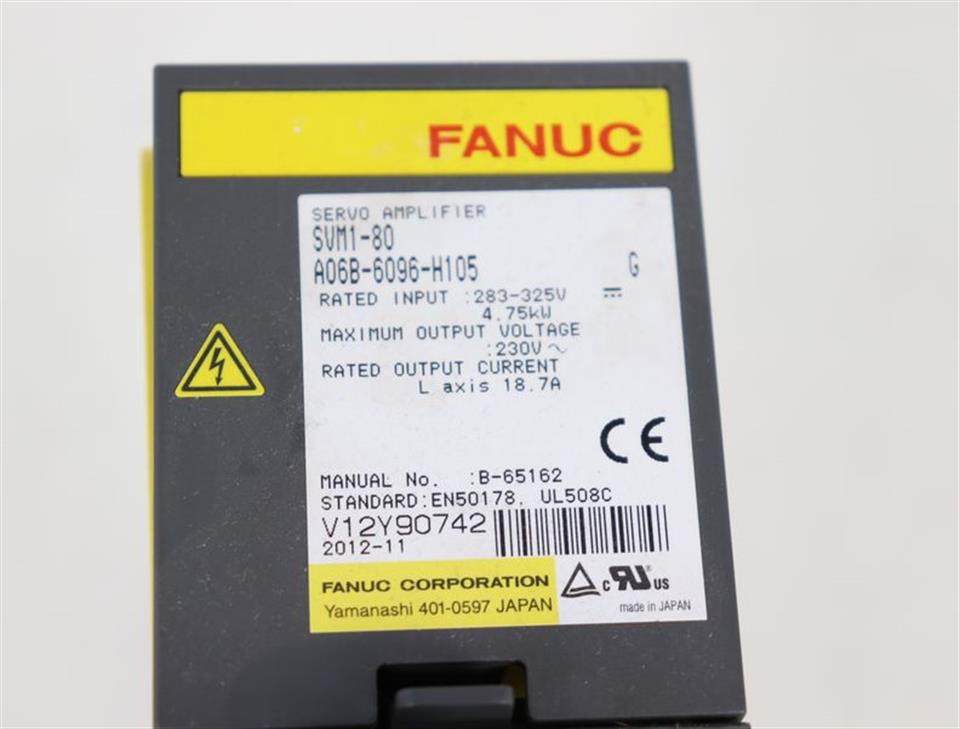 FANUC
SERVO AMPLIFIER
SVM1-80
A06B-6096-H105 G
RATED INPUT :283-325V ⎓
4.75kW
MAXIMUM OUTPUT VOLTAGE
:230V~
RATED OUTPUT CURRENT
L axis 18.7A
CE
MANUAL No. :B-65162
STANDARD:EN50178, UL508C
V12Y90742
2012-11
FANUC CORPORATION
Yamanashi 401-0597 JAPAN
c RU US
made in JAPAN